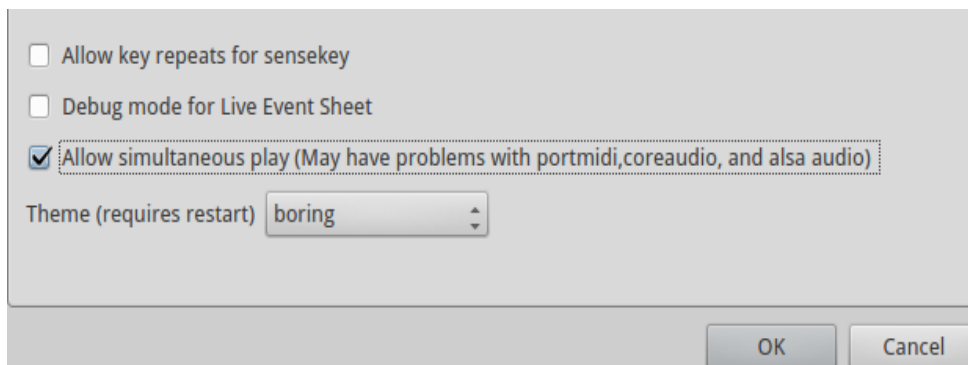 Allow key repeats for sensekey
Debug mode for Live Event Sheet
Allow simultaneous play (May have problems with portmidi,coreaudio, and alsa audio)
Theme (requires restart) boring
OK Cancel